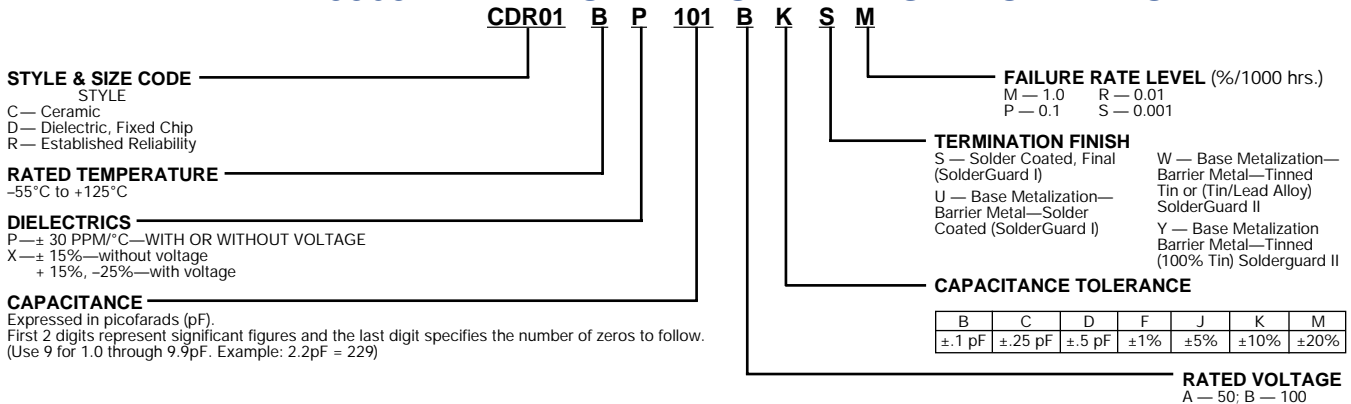 CDR01 B P 101 B K S M
STYLE & SIZE CODE
STYLE
C — Ceramic
D — Dielectric, Fixed Chip
R — Established Reliability
RATED TEMPERATURE
–55°C to +125°C
DIELECTRICS
P —± 30 PPM/°C—WITH OR WITHOUT VOLTAGE
X —± 15%—without voltage
+ 15%, –25%—with voltage
CAPACITANCE
Expressed in picofarads (pF).
First 2 digits represent significant figures and the last digit specifies the number of zeros to follow.
(Use 9 for 1.0 through 9.9pF. Example: 2.2pF = 229)
FAILURE RATE LEVEL (%/1000 hrs.)
M — 1.0 R — 0.01
P — 0.1 S — 0.001
TERMINATION FINISH
S — Solder Coated, Final
(SolderGuard I)
U — Base Metalization—
Barrier Metal—Solder
Coated (SolderGuard I)
W — Base Metalization—
Barrier Metal—Tinned
Tin or (Tin/Lead Alloy)
SolderGuard II
Y — Base Metalization
Barrier Metal—Tinned
(100% Tin) Solderguard II
CAPACITANCE TOLERANCE
B C D F J K M
±.1 pF ±.25 pF ±.5 pF ±1% ±5% ±10% ±20%
RATED VOLTAGE
A — 50; B — 100